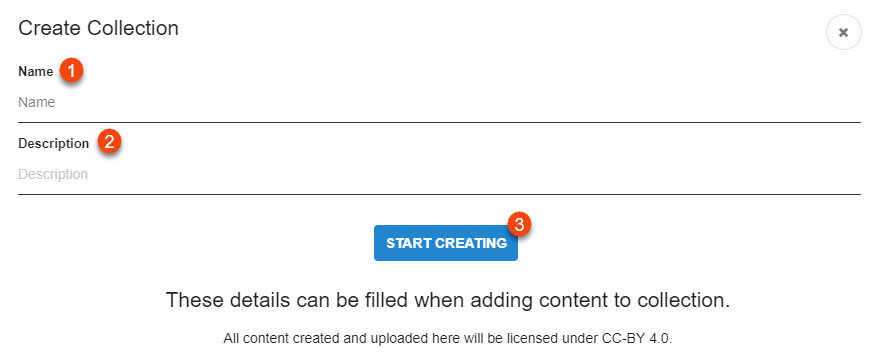 Create Collection
×
Name 1
Name
Description 2
Description
START CREATING 3
These details can be filled when adding content to collection.
All content created and uploaded here will be licensed under CC-BY 4.0.